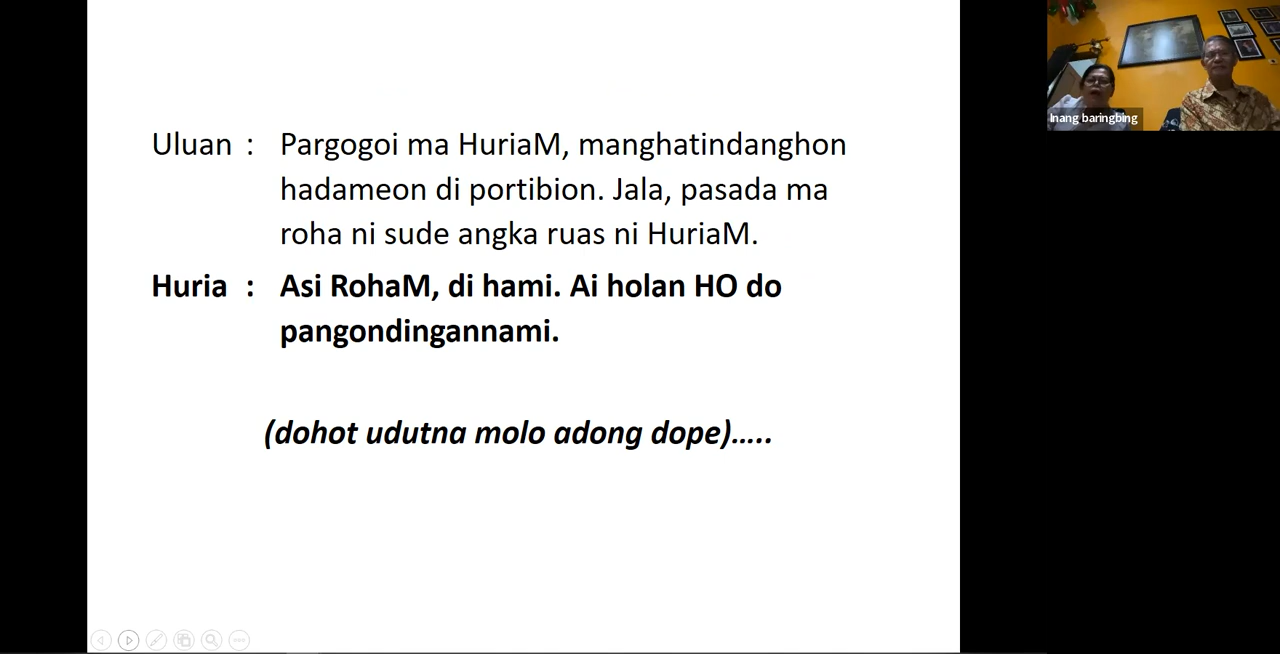 Uluan : Pargogoi ma HuriaM, manghatindanghon
hadameon di portibion. Jala, pasada ma
roha ni sude angka ruas ni HuriaM.
Huria : Asi RohaM, di hami. Ai holan HO do
pangondingannami.
(dohot udutna molo adong dope).....
Inang baringbing